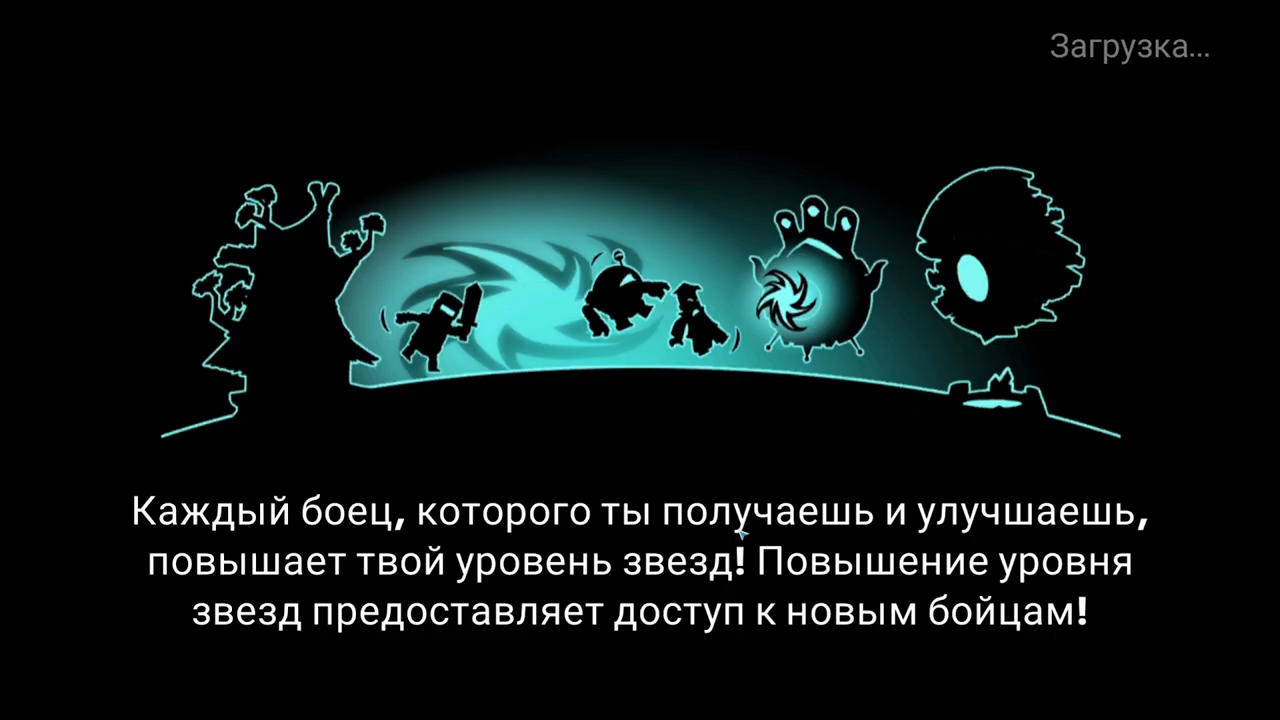 Загрузка...
Каждый боец, которого ты получаешь и улучшаешь,
повышает твой уровень звезд! Повышение уровня
звезд предоставляет доступ к новым бойцам!